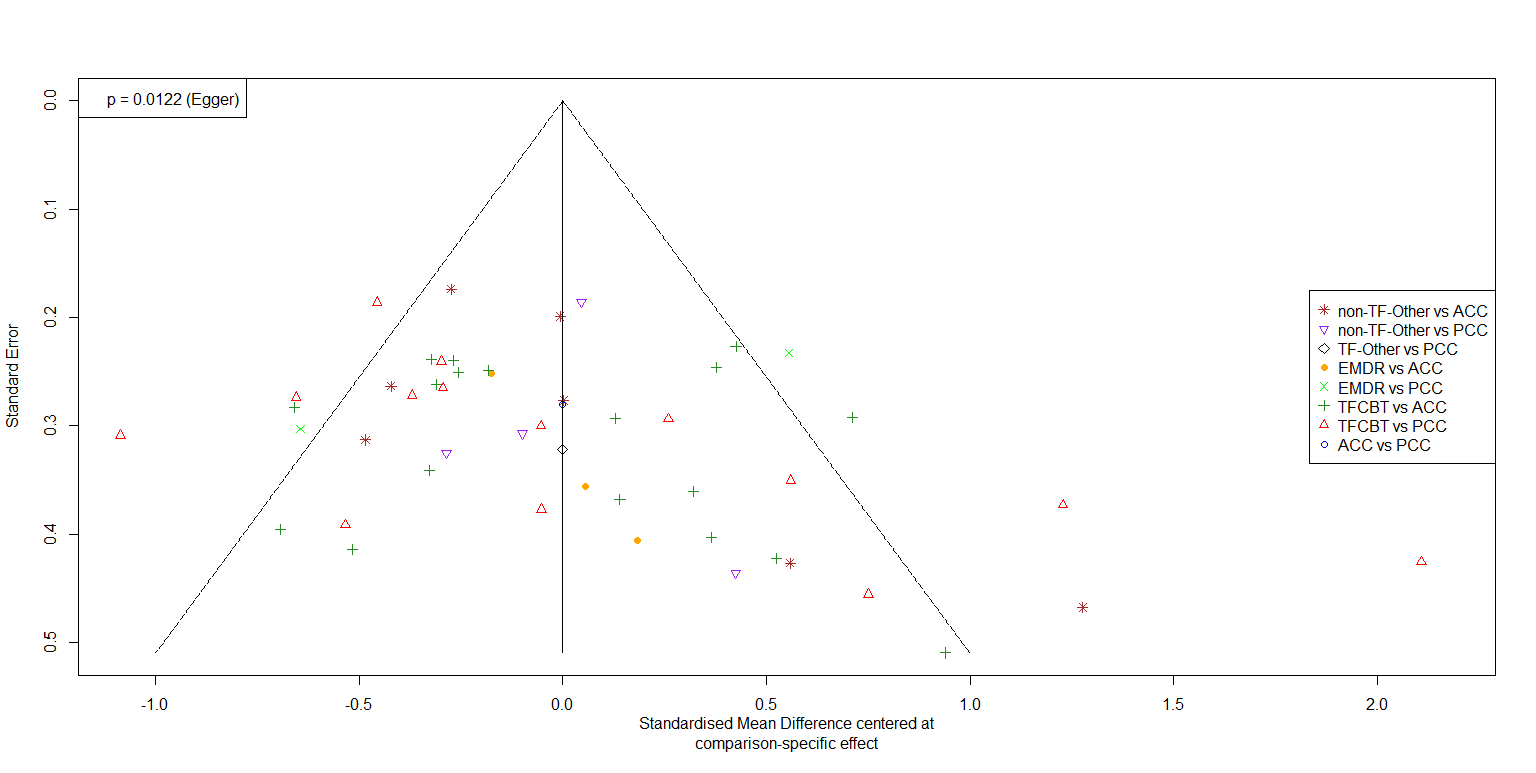 p = 0.0122 (Egger)
0.0
0.1
0.2
0.3
0.4
0.5
Standard Error
non-TF-Other vs ACC
non-TF-Other vs PCC
TF-Other vs PCC
EMDR vs ACC
EMDR vs PCC
TFCBT vs ACC
TFCBT vs PCC
ACC vs PCC
-1.0 -0.5 0.0 0.5 1.0 1.5 2.0
Standardised Mean Difference centered at
comparison-specific effect